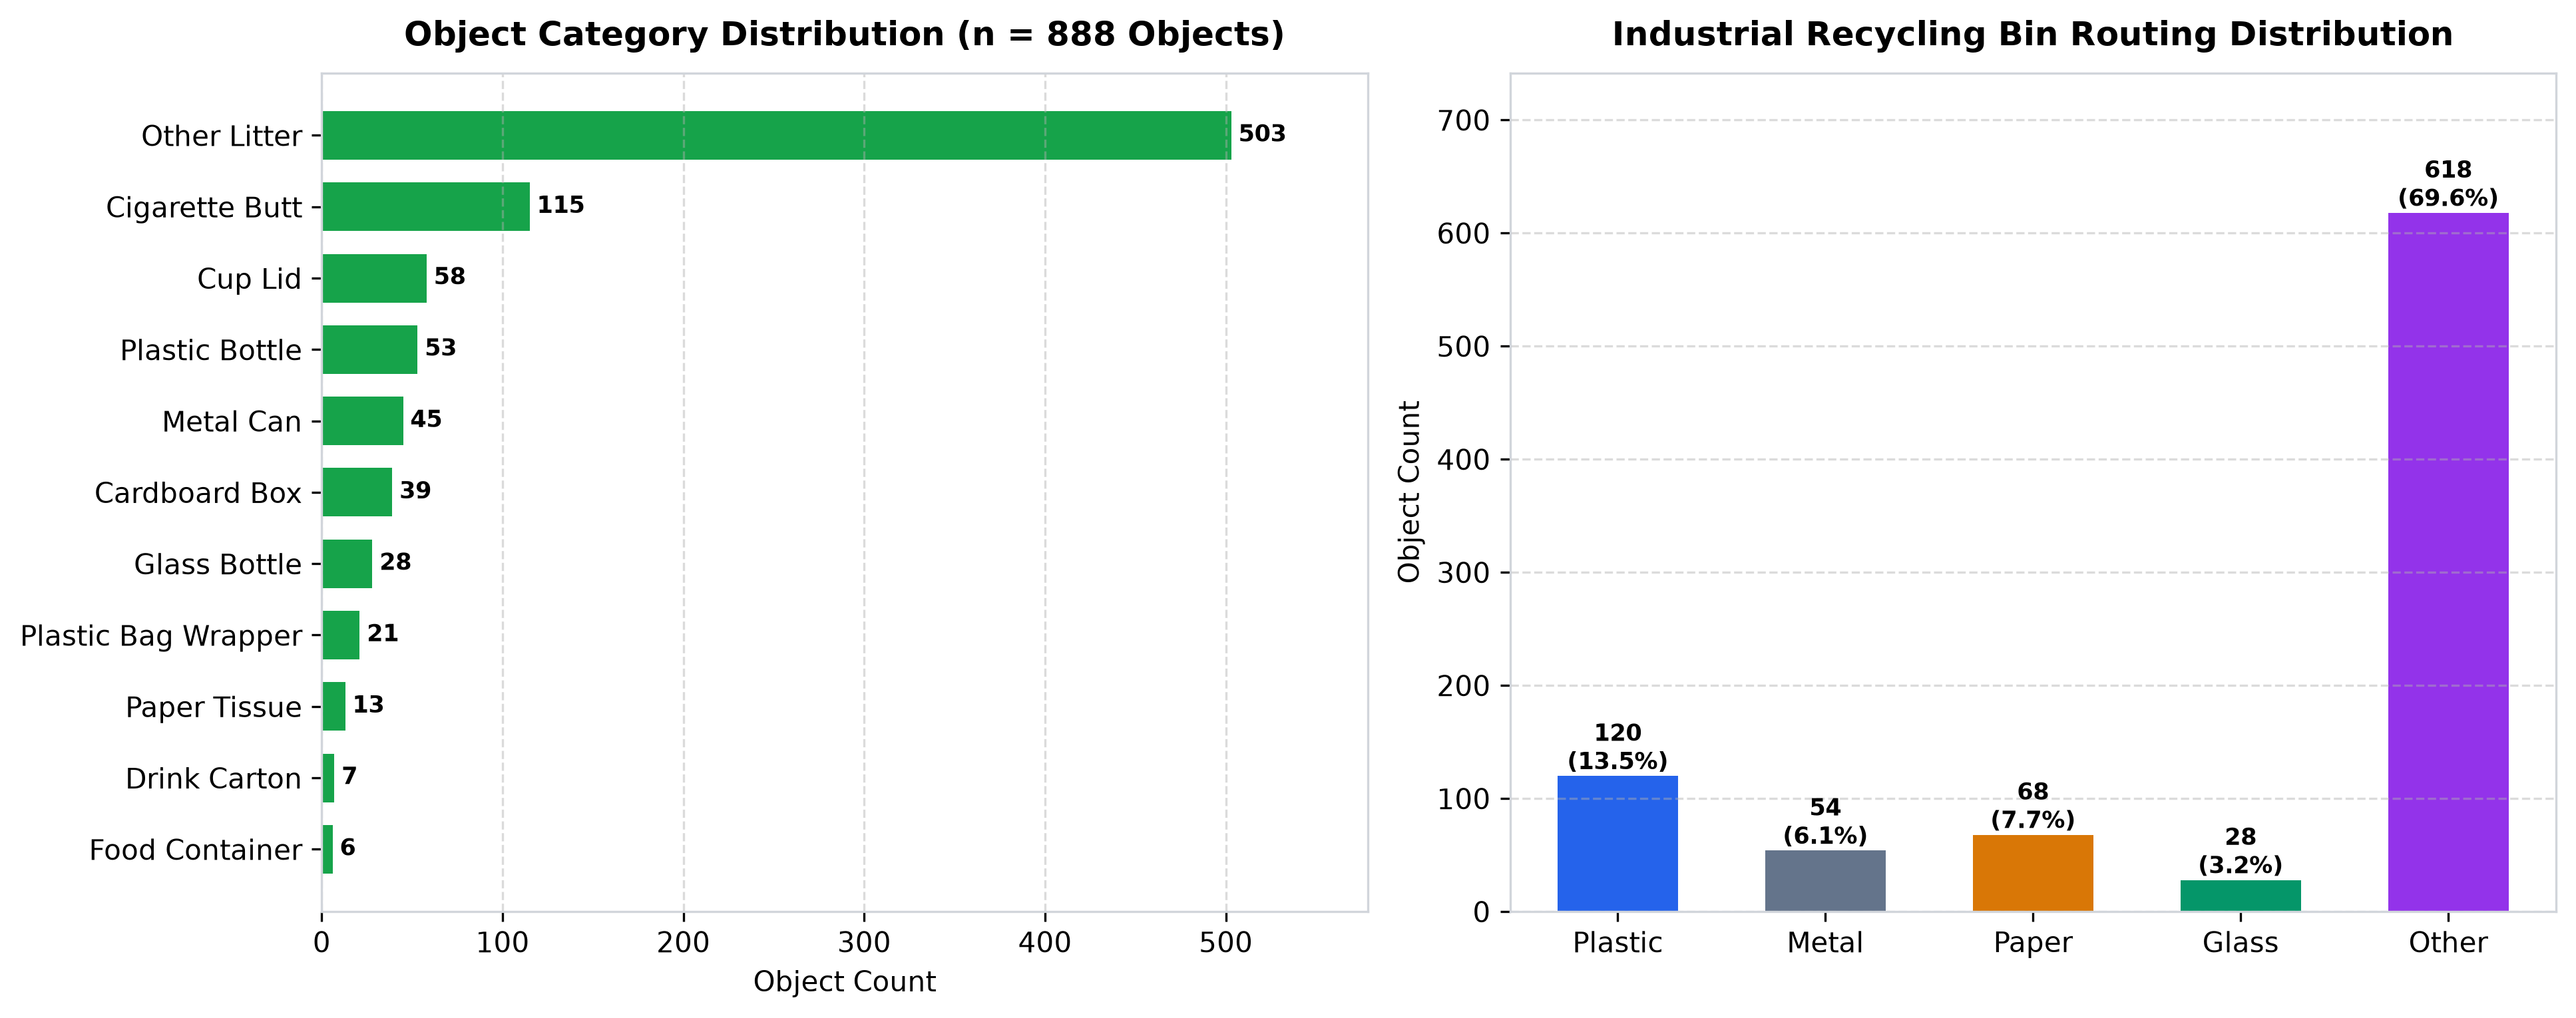 Object Category Distribution (n = 888 Objects)
Other Litter
503
Cigarette Butt
115
Cup Lid
58
Plastic Bottle
53
Metal Can
45
Cardboard Box
39
Glass Bottle
28
Plastic Bag Wrapper
21
Paper Tissue
13
Drink Carton
7
Food Container
6
0 100 200 300 400 500
Object Count
Industrial Recycling Bin Routing Distribution
Object Count
700
600
500
400
300
200
100
0
120
(13.5%)
54
(6.1%)
68
(7.7%)
28
(3.2%)
618
(69.6%)
Plastic Metal Paper Glass Other